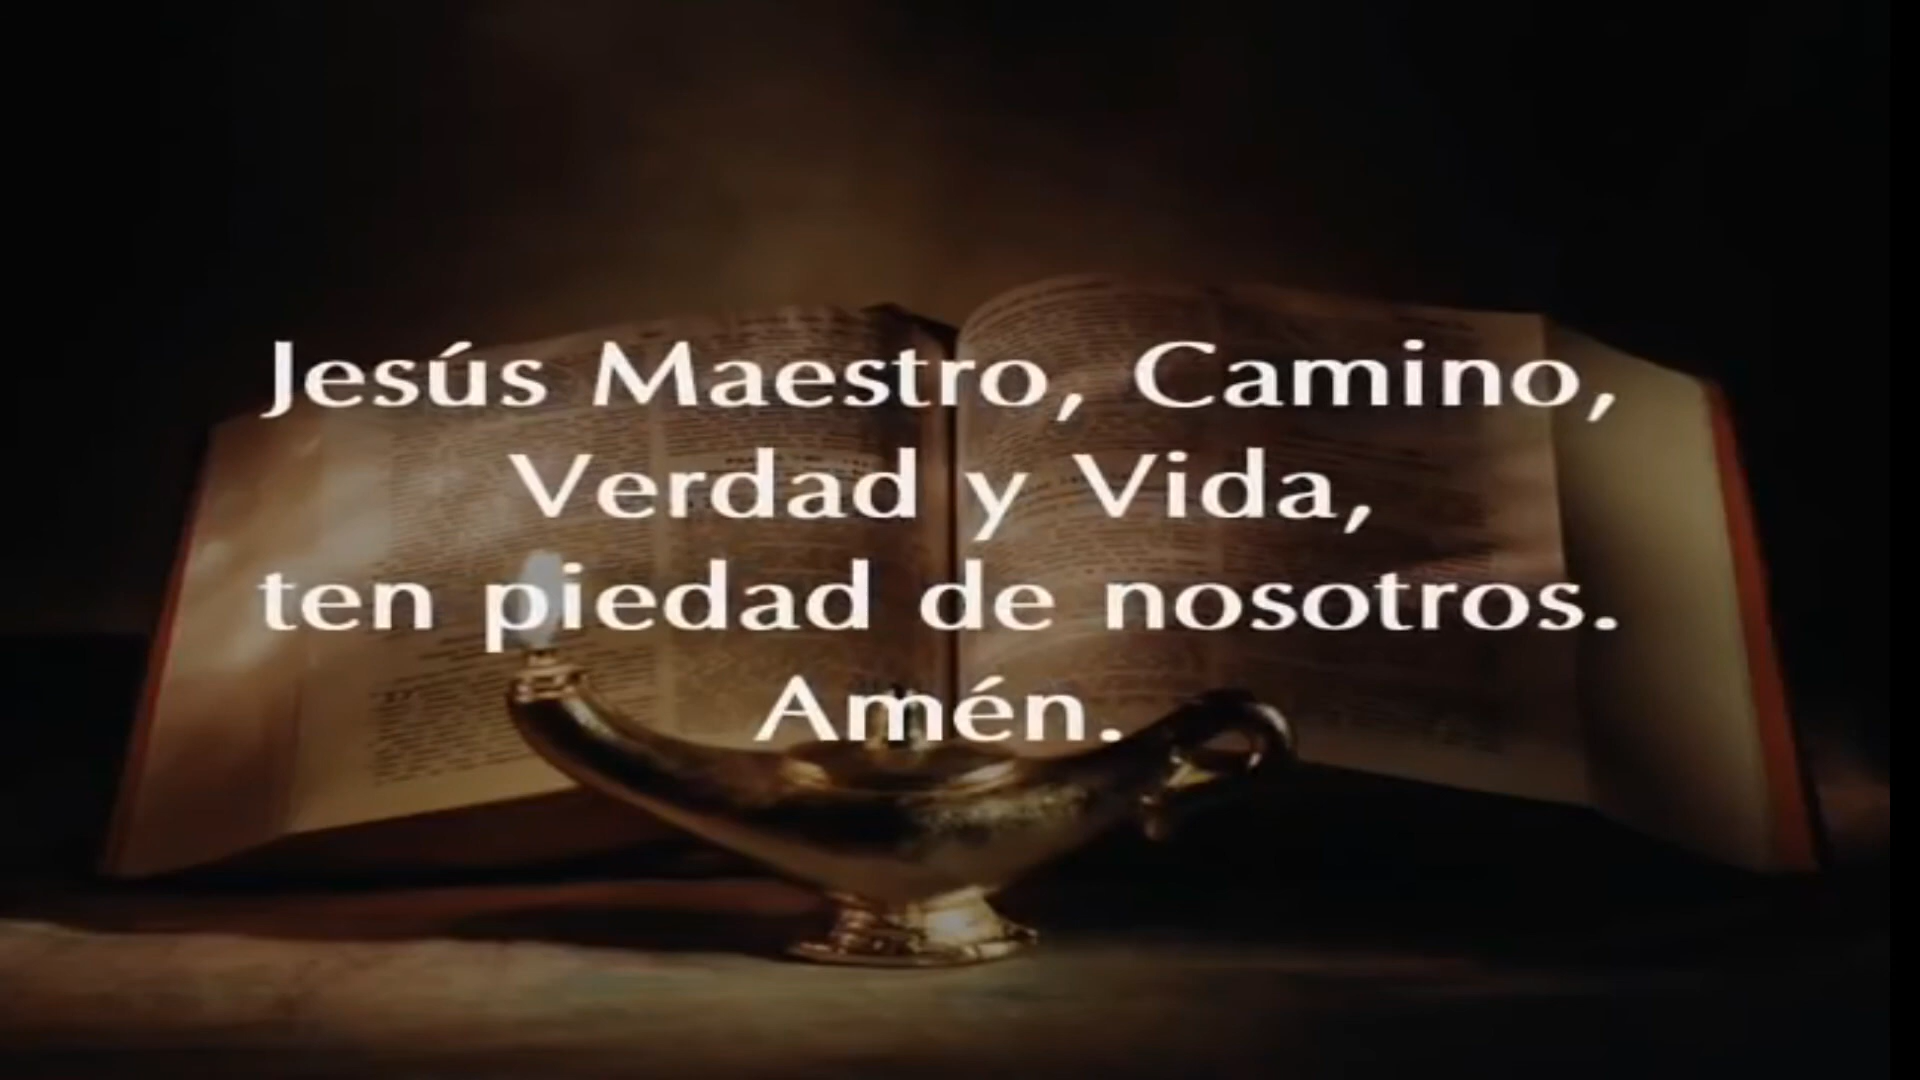 Jesús Maestro, Camino,
Verdad y Vida,
ten piedad de nosotros.
Amén.